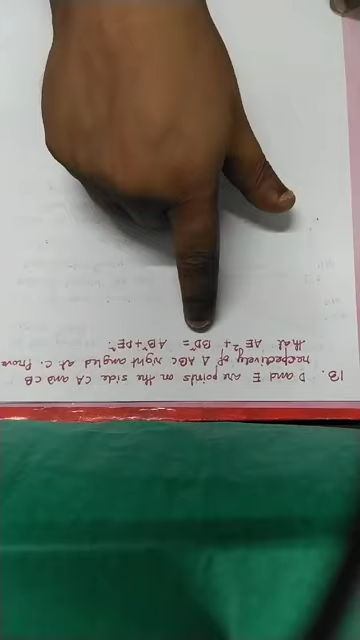 13. D and E are points on the side CA and CB
respectively of Δ ABC right angled at C. Prove
that AE² + BD² = AB² + DE².